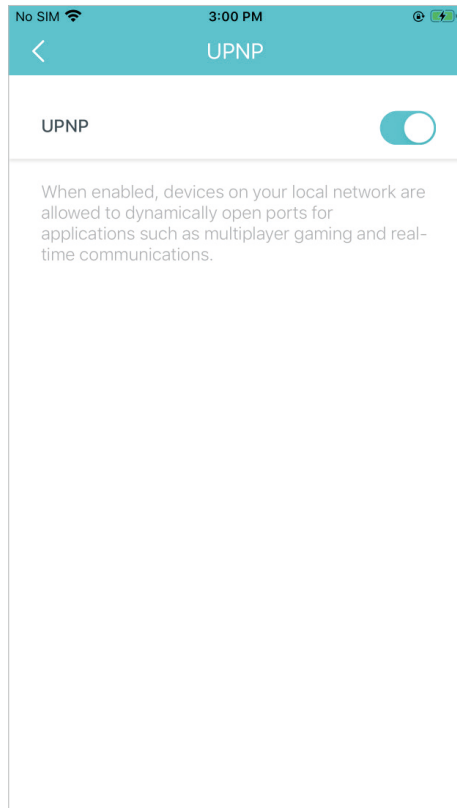 No SIM 3:00 PM
UPNP
UPNP
When enabled, devices on your local network are
allowed to dynamically open ports for
applications such as multiplayer gaming and real-
time communications.